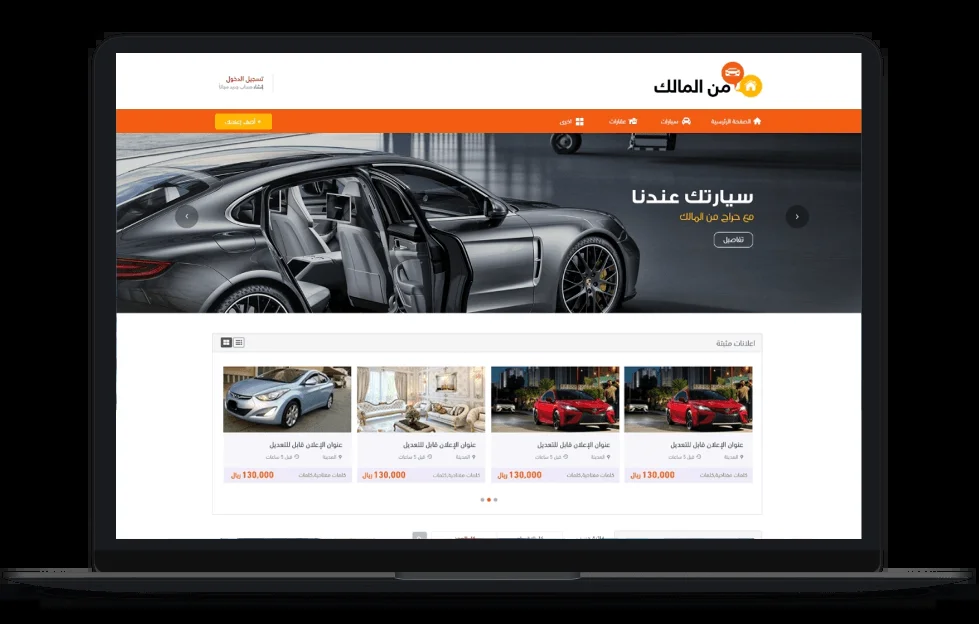 من المالك
تسجيل الدخول
إنشاء حساب جديد مجانا
الصفحة الرئيسية
سيارات
عقارات
اخرى
+ أضف إعلانك
سيارتك عندنا
مع حراج من المالك
تفاصيل
اعلانات مثبتة
عنوان الإعلان قابل للتعديل
المدينة قبل 5 ساعات
كلمات مفتاحية,كلمات
130,000 ريال
عنوان الإعلان قابل للتعديل
المدينة قبل 5 ساعات
كلمات مفتاحية,كلمات
130,000 ريال
عنوان الإعلان قابل للتعديل
المدينة قبل 5 ساعات
كلمات مفتاحية,كلمات
130,000 ريال
عنوان الإعلان قابل للتعديل
المدينة قبل 5 ساعات
كلمات مفتاحية,كلمات
130,000 ريال